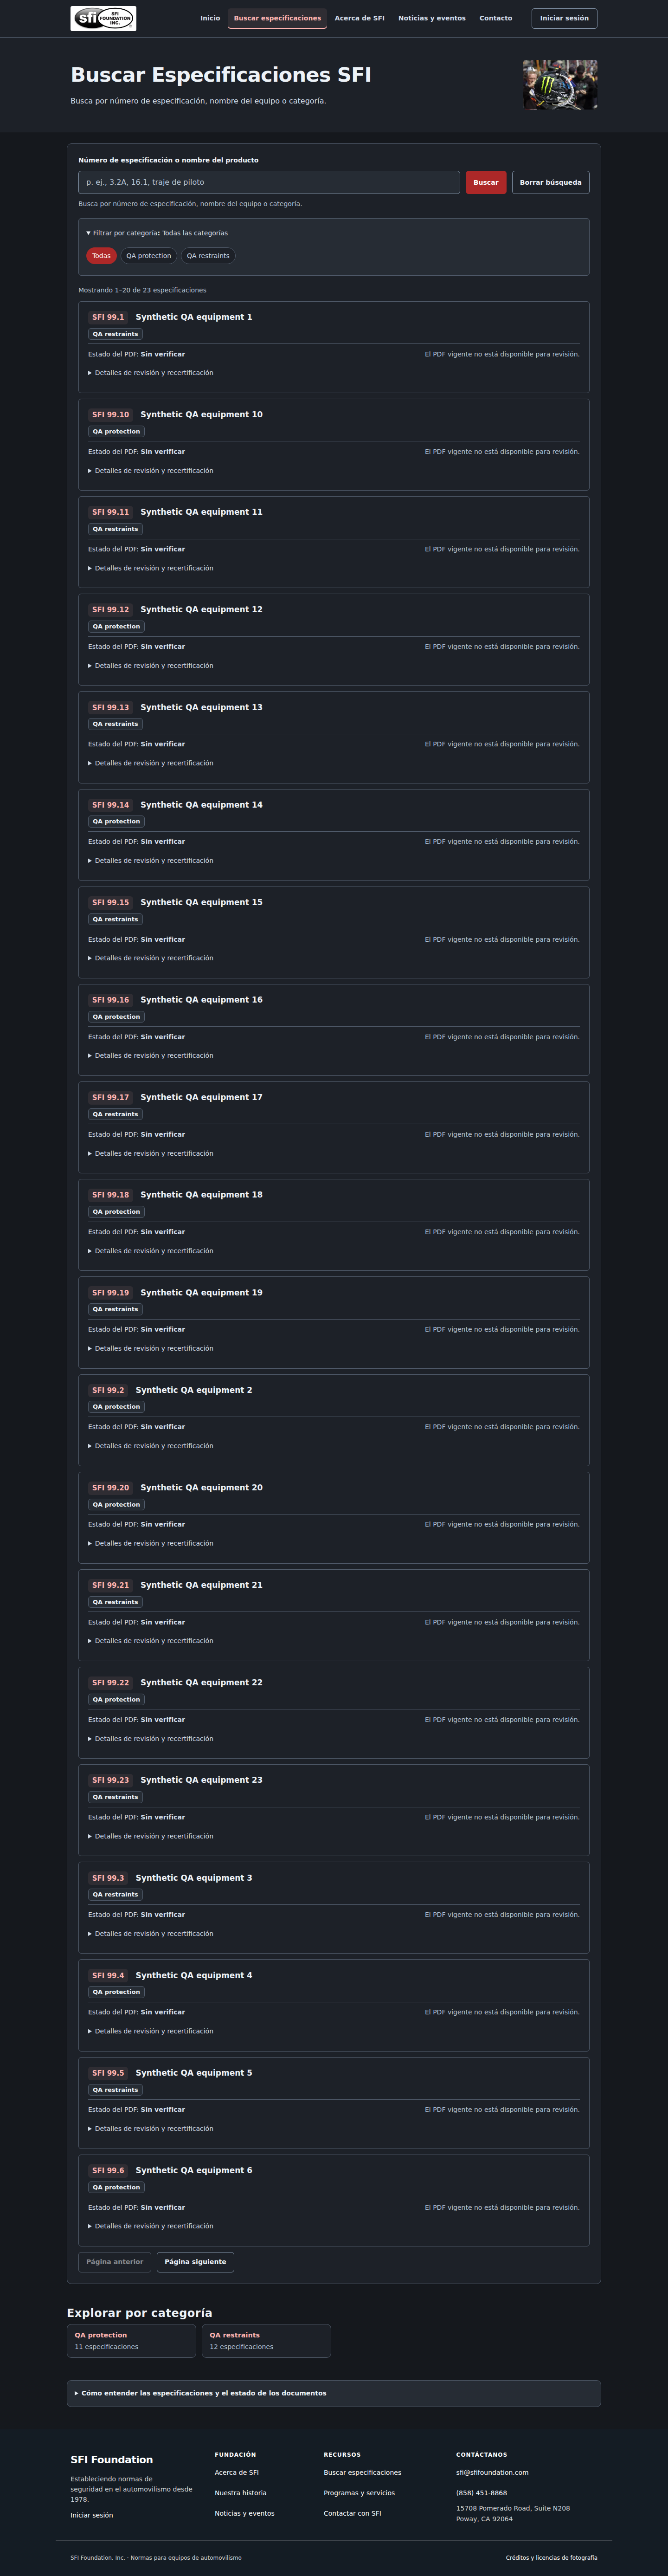 sfi SFI FOUNDATION INC.
Inicio Buscar especificaciones Acerca de SFI Noticias y eventos Contacto Iniciar sesión
Buscar Especificaciones SFI
Busca por número de especificación, nombre del equipo o categoría.
Número de especificación o nombre del producto
p. ej., 3.2A, 16.1, traje de piloto Buscar Borrar búsqueda
Busca por número de especificación, nombre del equipo o categoría.
▼ Filtrar por categoría: Todas las categorías
Todas QA protection QA restraints
Mostrando 1–20 de 23 especificaciones
SFI 99.1 Synthetic QA equipment 1
QA restraints
Estado del PDF: Sin verificar El PDF vigente no está disponible para revisión.
▶ Detalles de revisión y recertificación
SFI 99.10 Synthetic QA equipment 10
QA protection
Estado del PDF: Sin verificar El PDF vigente no está disponible para revisión.
▶ Detalles de revisión y recertificación
SFI 99.11 Synthetic QA equipment 11
QA restraints
Estado del PDF: Sin verificar El PDF vigente no está disponible para revisión.
▶ Detalles de revisión y recertificación
SFI 99.12 Synthetic QA equipment 12
QA protection
Estado del PDF: Sin verificar El PDF vigente no está disponible para revisión.
▶ Detalles de revisión y recertificación
SFI 99.13 Synthetic QA equipment 13
QA restraints
Estado del PDF: Sin verificar El PDF vigente no está disponible para revisión.
▶ Detalles de revisión y recertificación
SFI 99.14 Synthetic QA equipment 14
QA protection
Estado del PDF: Sin verificar El PDF vigente no está disponible para revisión.
▶ Detalles de revisión y recertificación
SFI 99.15 Synthetic QA equipment 15
QA restraints
Estado del PDF: Sin verificar El PDF vigente no está disponible para revisión.
▶ Detalles de revisión y recertificación
SFI 99.16 Synthetic QA equipment 16
QA protection
Estado del PDF: Sin verificar El PDF vigente no está disponible para revisión.
▶ Detalles de revisión y recertificación
SFI 99.17 Synthetic QA equipment 17
QA restraints
Estado del PDF: Sin verificar El PDF vigente no está disponible para revisión.
▶ Detalles de revisión y recertificación
SFI 99.18 Synthetic QA equipment 18
QA protection
Estado del PDF: Sin verificar El PDF vigente no está disponible para revisión.
▶ Detalles de revisión y recertificación
SFI 99.19 Synthetic QA equipment 19
QA restraints
Estado del PDF: Sin verificar El PDF vigente no está disponible para revisión.
▶ Detalles de revisión y recertificación
SFI 99.2 Synthetic QA equipment 2
QA protection
Estado del PDF: Sin verificar El PDF vigente no está disponible para revisión.
▶ Detalles de revisión y recertificación
SFI 99.20 Synthetic QA equipment 20
QA protection
Estado del PDF: Sin verificar El PDF vigente no está disponible para revisión.
▶ Detalles de revisión y recertificación
SFI 99.21 Synthetic QA equipment 21
QA restraints
Estado del PDF: Sin verificar El PDF vigente no está disponible para revisión.
▶ Detalles de revisión y recertificación
SFI 99.22 Synthetic QA equipment 22
QA protection
Estado del PDF: Sin verificar El PDF vigente no está disponible para revisión.
▶ Detalles de revisión y recertificación
SFI 99.23 Synthetic QA equipment 23
QA restraints
Estado del PDF: Sin verificar El PDF vigente no está disponible para revisión.
▶ Detalles de revisión y recertificación
SFI 99.3 Synthetic QA equipment 3
QA restraints
Estado del PDF: Sin verificar El PDF vigente no está disponible para revisión.
▶ Detalles de revisión y recertificación
SFI 99.4 Synthetic QA equipment 4
QA protection
Estado del PDF: Sin verificar El PDF vigente no está disponible para revisión.
▶ Detalles de revisión y recertificación
SFI 99.5 Synthetic QA equipment 5
QA restraints
Estado del PDF: Sin verificar El PDF vigente no está disponible para revisión.
▶ Detalles de revisión y recertificación
SFI 99.6 Synthetic QA equipment 6
QA protection
Estado del PDF: Sin verificar El PDF vigente no está disponible para revisión.
▶ Detalles de revisión y recertificación
Página anterior Página siguiente
Explorar por categoría
QA protection QA restraints
11 especificaciones 12 especificaciones
▶ Cómo entender las especificaciones y el estado de los documentos
SFI Foundation
Estableciendo normas de
seguridad en el automovilismo desde
1978.
Iniciar sesión
FUNDACIÓN
Acerca de SFI
Nuestra historia
Noticias y eventos
RECURSOS
Buscar especificaciones
Programas y servicios
Contactar con SFI
CONTÁCTANOS
sfi@sfifoundation.com
(858) 451-8868
15708 Pomerado Road, Suite N208
Poway, CA 92064
SFI Foundation, Inc. · Normas para equipos de automovilismo Créditos y licencias de fotografía